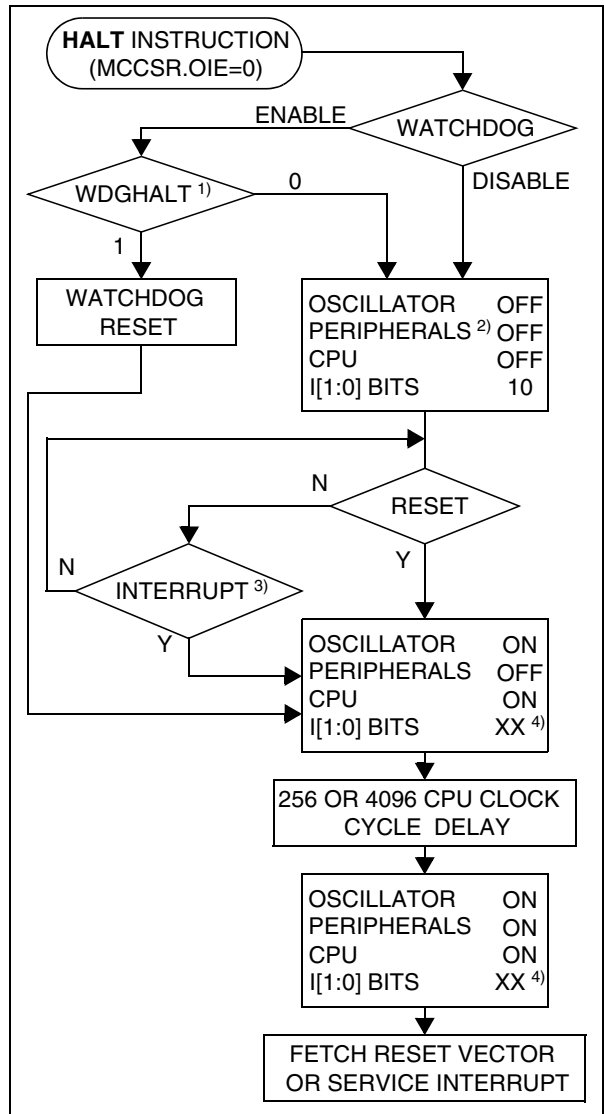 HALT INSTRUCTION
(MCCSR.OIE=0)
ENABLE
WATCHDOG
WDGHALT 1)
0
DISABLE
1
WATCHDOG
RESET
OSCILLATOR OFF
PERIPHERALS 2) OFF
CPU OFF
I[1:0] BITS 10
N
RESET
N
INTERRUPT 3)
Y
Y
OSCILLATOR ON
PERIPHERALS OFF
CPU ON
I[1:0] BITS XX 4)
256 OR 4096 CPU CLOCK
CYCLE DELAY
OSCILLATOR ON
PERIPHERALS ON
CPU ON
I[1:0] BITS XX 4)
FETCH RESET VECTOR
OR SERVICE INTERRUPT